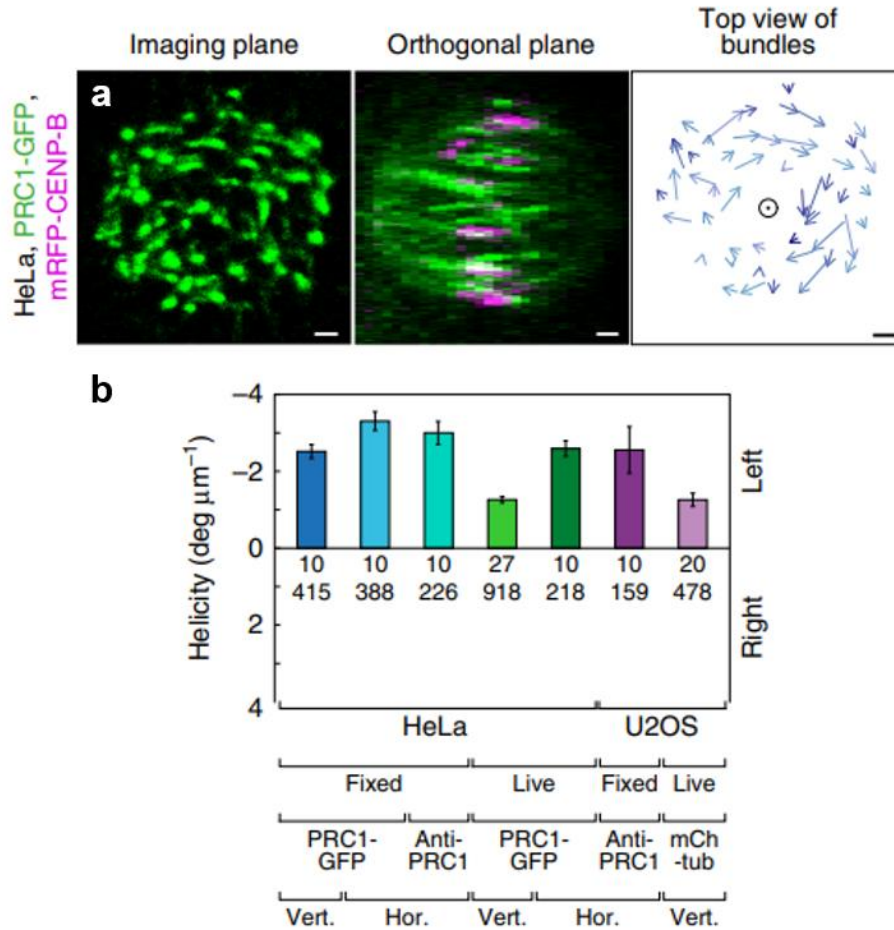 Imaging plane
Orthogonal plane
Top view of
bundles
HeLa, PRC1-GFP,
mRFP-CENP-B
a
b
Helicity (deg μm⁻¹)
−4
−2
0
2
4
Left
Right
10 10 10 27 10 10 20
415 388 226 918 218 159 478
HeLa U2OS
Fixed Live Fixed Live
PRC1-GFP Anti-PRC1 PRC1-GFP Anti-PRC1 mCh-tub
Vert. Hor. Vert. Hor. Vert.